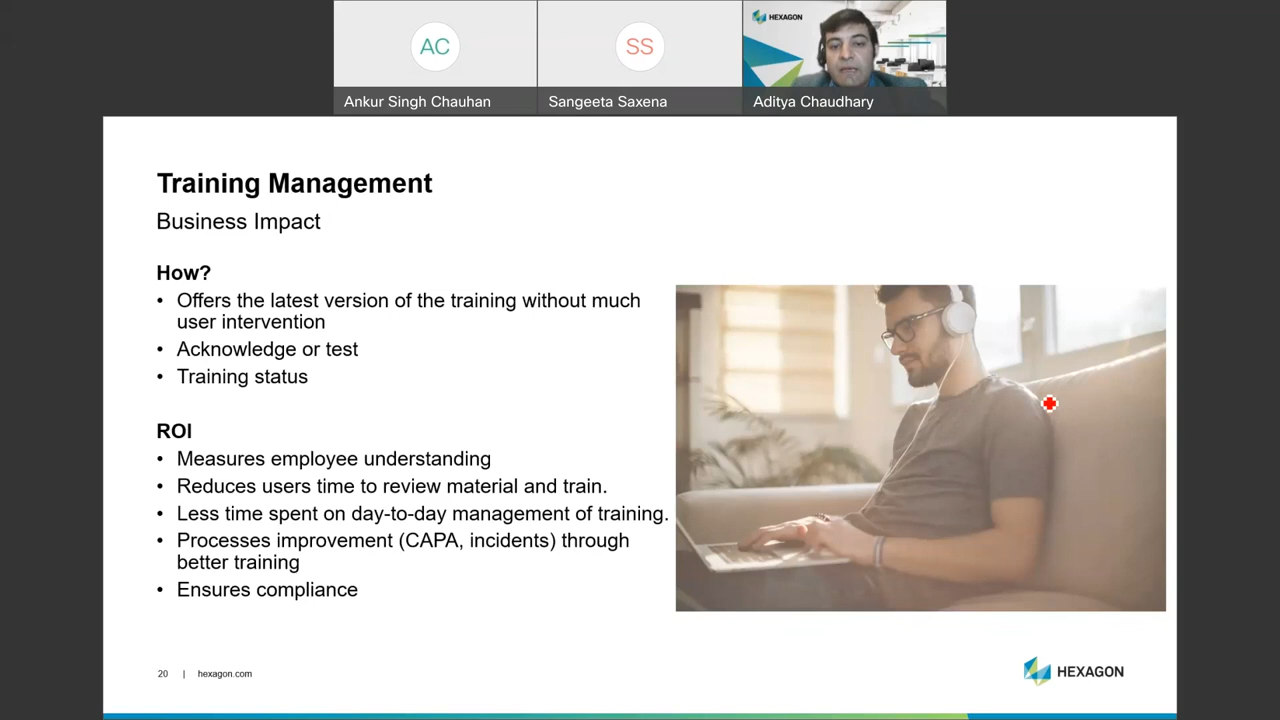 HEXAGON
AC
SS
Ankur Singh Chauhan
Sangeeta Saxena
Aditya Chaudhary
Training Management
Business Impact
How?
• Offers the latest version of the training without much
user intervention
• Acknowledge or test
• Training status
ROI
• Measures employee understanding
• Reduces users time to review material and train.
• Less time spent on day-to-day management of training.
• Processes improvement (CAPA, incidents) through
better training
• Ensures compliance
20 | hexagon.com
HEXAGON